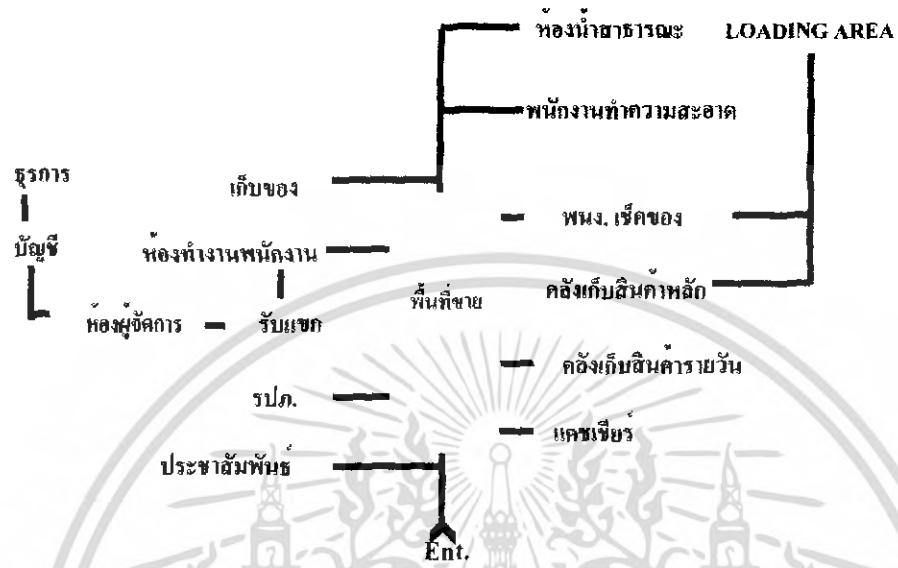 ห้องน้ำสาธารณะ LOADING AREA
พนักงานทำความสะอาด
ธุรการ
เก็บของ
พนง. เช็คของ
บัญชี
ห้องทำงานพนักงาน
พื้นที่ขาย
คลังเก็บสินค้าหลัก
ห้องผู้จัดการ
รับแขก
คลังเก็บสินค้ารายวัน
รปภ.
แคชเชียร์
ประชาสัมพันธ์
Ent.